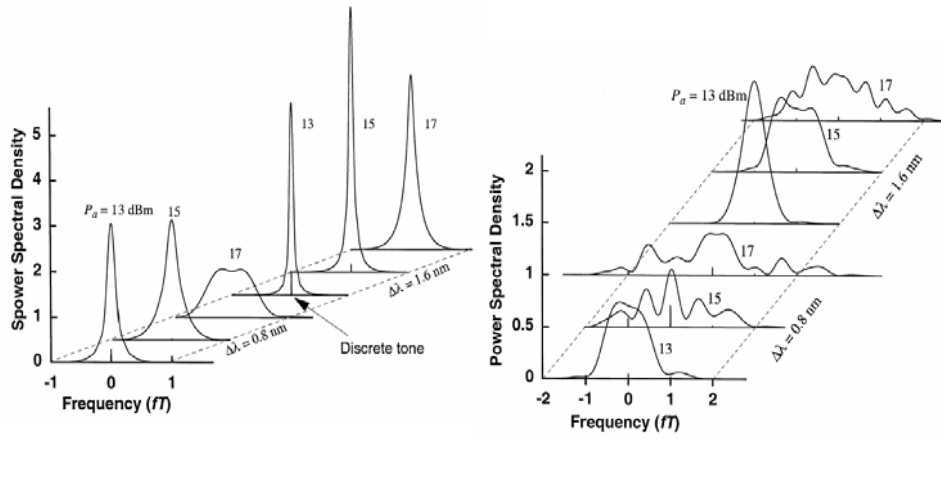 Spower Spectral Density
5
4
3
2
1
0
-1
0
1
Frequency (fT)
Pa = 13 dBm
15
17
Δλ = 0.8 nm
13
15
17
Δλ = 1.6 nm
Discrete tone
Power Spectral Density
2
1.5
1
0.5
0
-2
-1
0
1
2
Frequency (fT)
13
15
17
Δλ = 0.8 nm
Pa = 13 dBm
15
17
Δλ = 1.6 nm